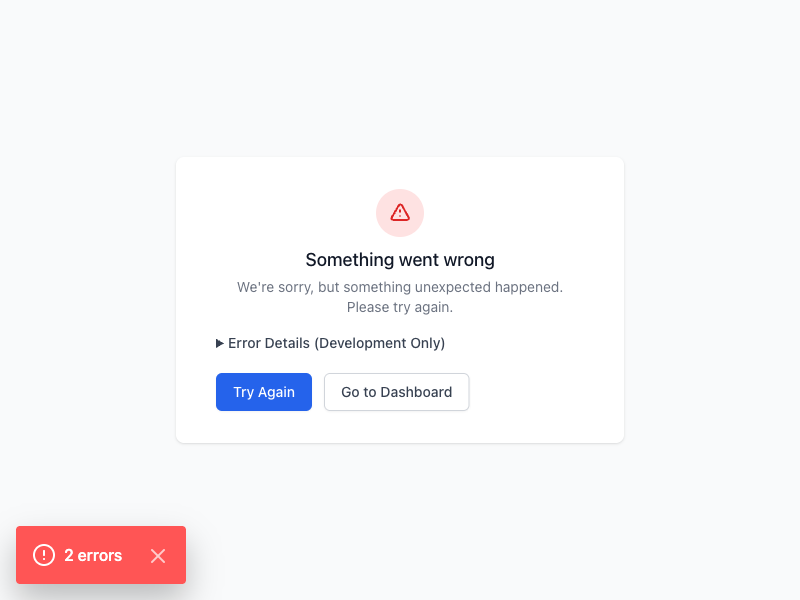 Something went wrong
We're sorry, but something unexpected happened.
Please try again.
Error Details (Development Only)
Try Again
Go to Dashboard
2 errors